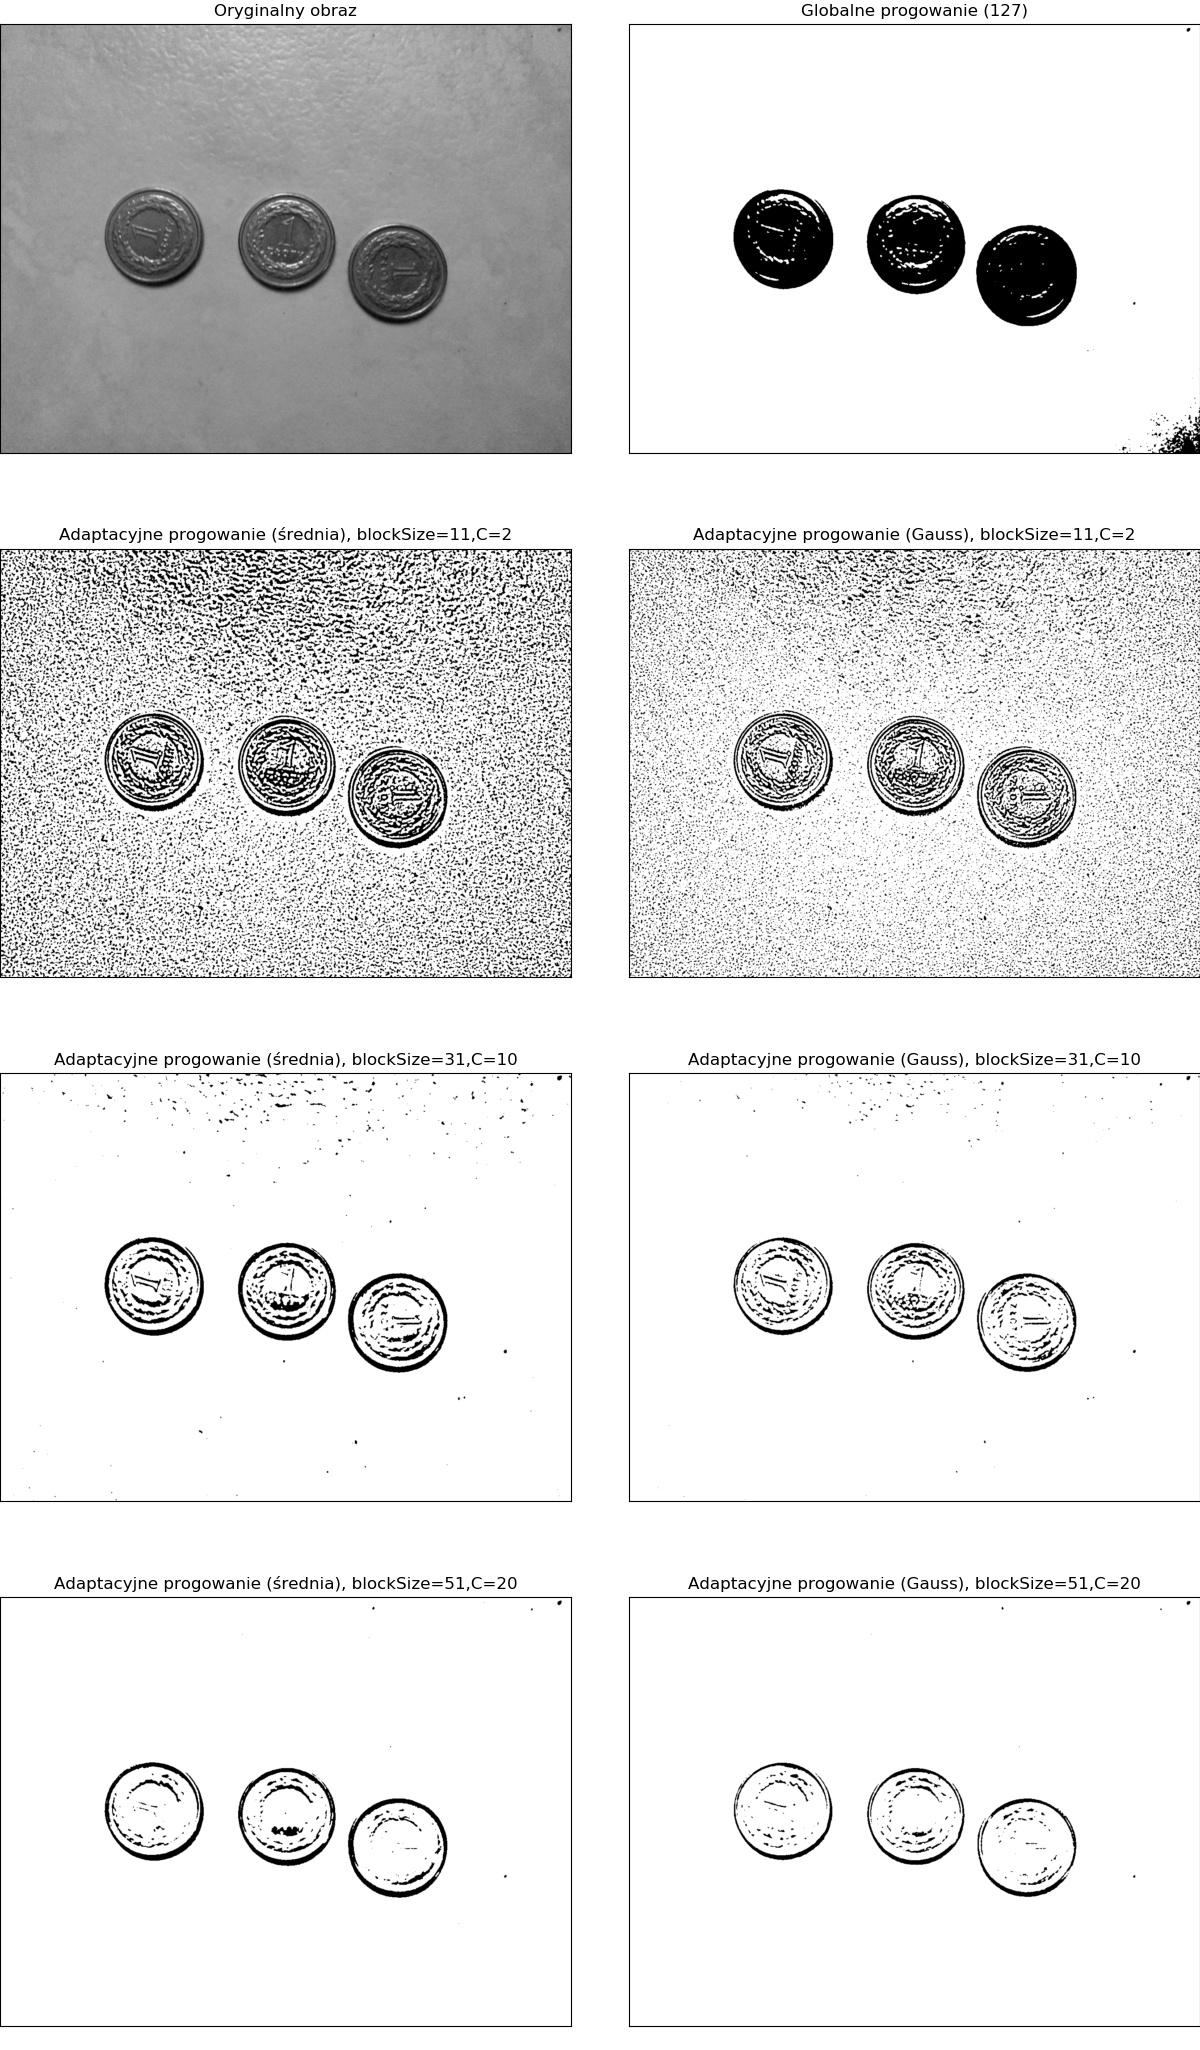 Oryginalny obraz
Globalne progowanie (127)
Adaptacyjne progowanie (średnia), blockSize=11,C=2
Adaptacyjne progowanie (Gauss), blockSize=11,C=2
Adaptacyjne progowanie (średnia), blockSize=31,C=10
Adaptacyjne progowanie (Gauss), blockSize=31,C=10
Adaptacyjne progowanie (średnia), blockSize=51,C=20
Adaptacyjne progowanie (Gauss), blockSize=51,C=20